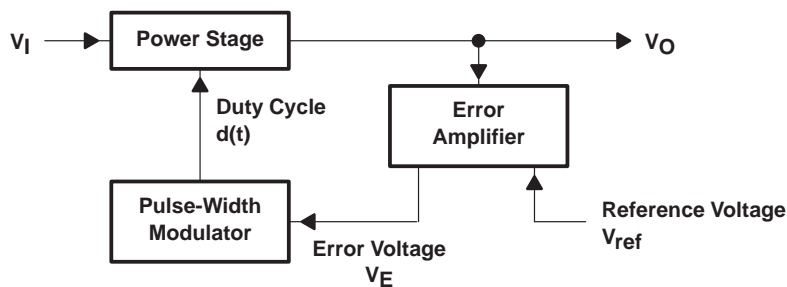 V_I
Power Stage
V_O
Duty Cycle
d(t)
Error
Amplifier
Pulse-Width
Modulator
Error Voltage
V_E
Reference Voltage
V_ref